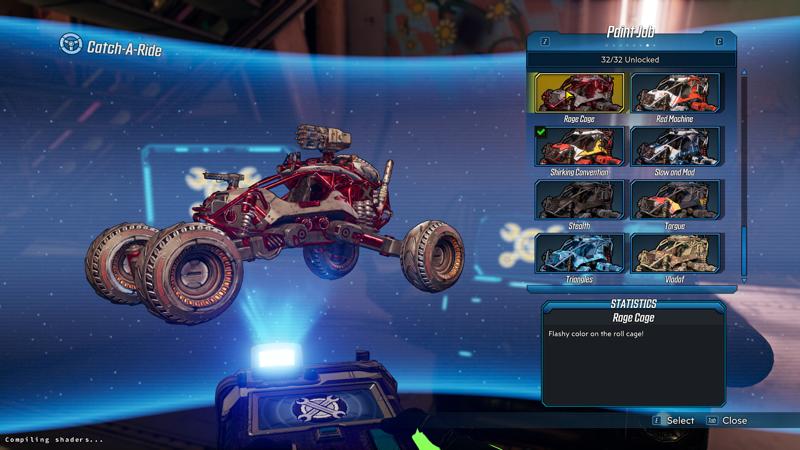 Catch-A-Ride
Paint Job
32/32 Unlocked
Rage Cage
Red Machine
Shirking Convention
Slow and Mad
Stealth
Torgue
Triangles
Vladof
STATISTICS
Rage Cage
Flashy color on the roll cage!
Select
Tab
Close
Compiling shaders...